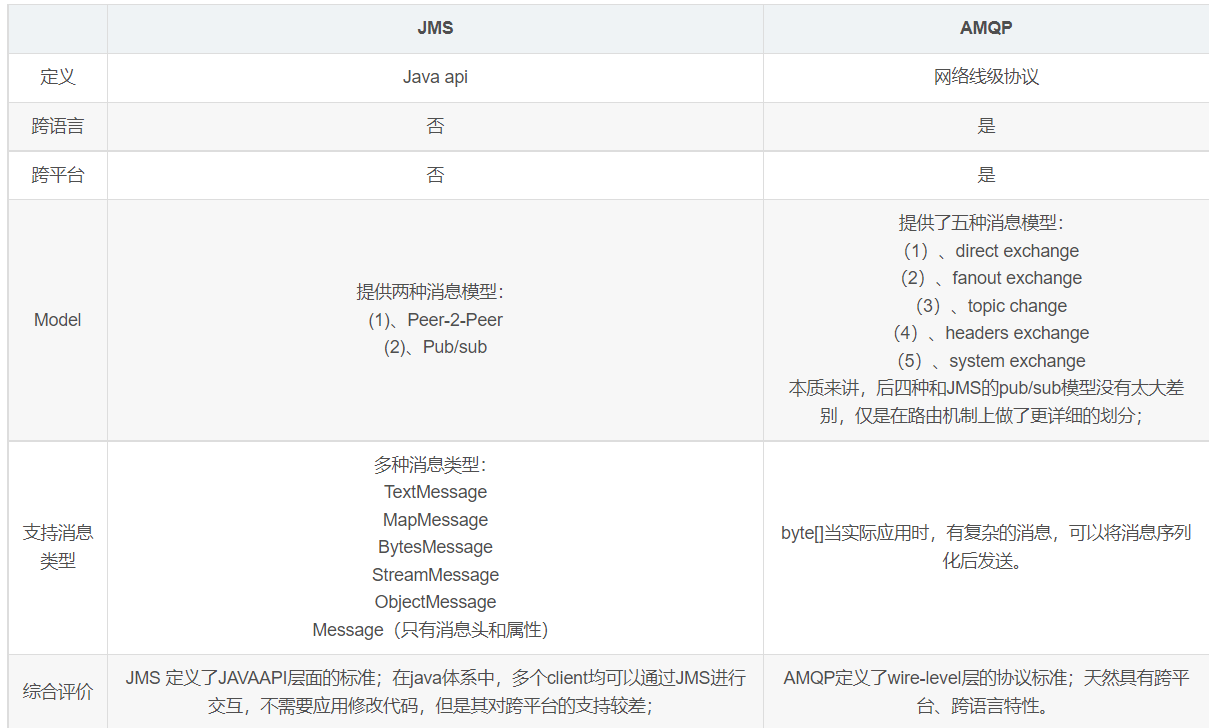 JMS
AMQP
定义
Java api
网络线级协议
跨语言
否
是
跨平台
否
是
Model
提供两种消息模型：
(1)、Peer-2-Peer
(2)、Pub/sub
提供了五种消息模型：
（1）、direct exchange
（2）、fanout exchange
（3）、topic change
（4）、headers exchange
（5）、system exchange
本质来讲，后四种和JMS的pub/sub模型没有太大差
别，仅是在路由机制上做了更详细的划分；
支持消息
类型
多种消息类型：
TextMessage
MapMessage
BytesMessage
StreamMessage
ObjectMessage
Message（只有消息头和属性）
byte[]当实际应用时，有复杂的消息，可以将消息序列
化后发送。
综合评价
JMS 定义了JAVAAPI层面的标准；在java体系中，多个client均可以通过JMS进行
交互，不需要应用修改代码，但是其对跨平台的支持较差；
AMQP定义了wire-level层的协议标准；天然具有跨平
台、跨语言特性。